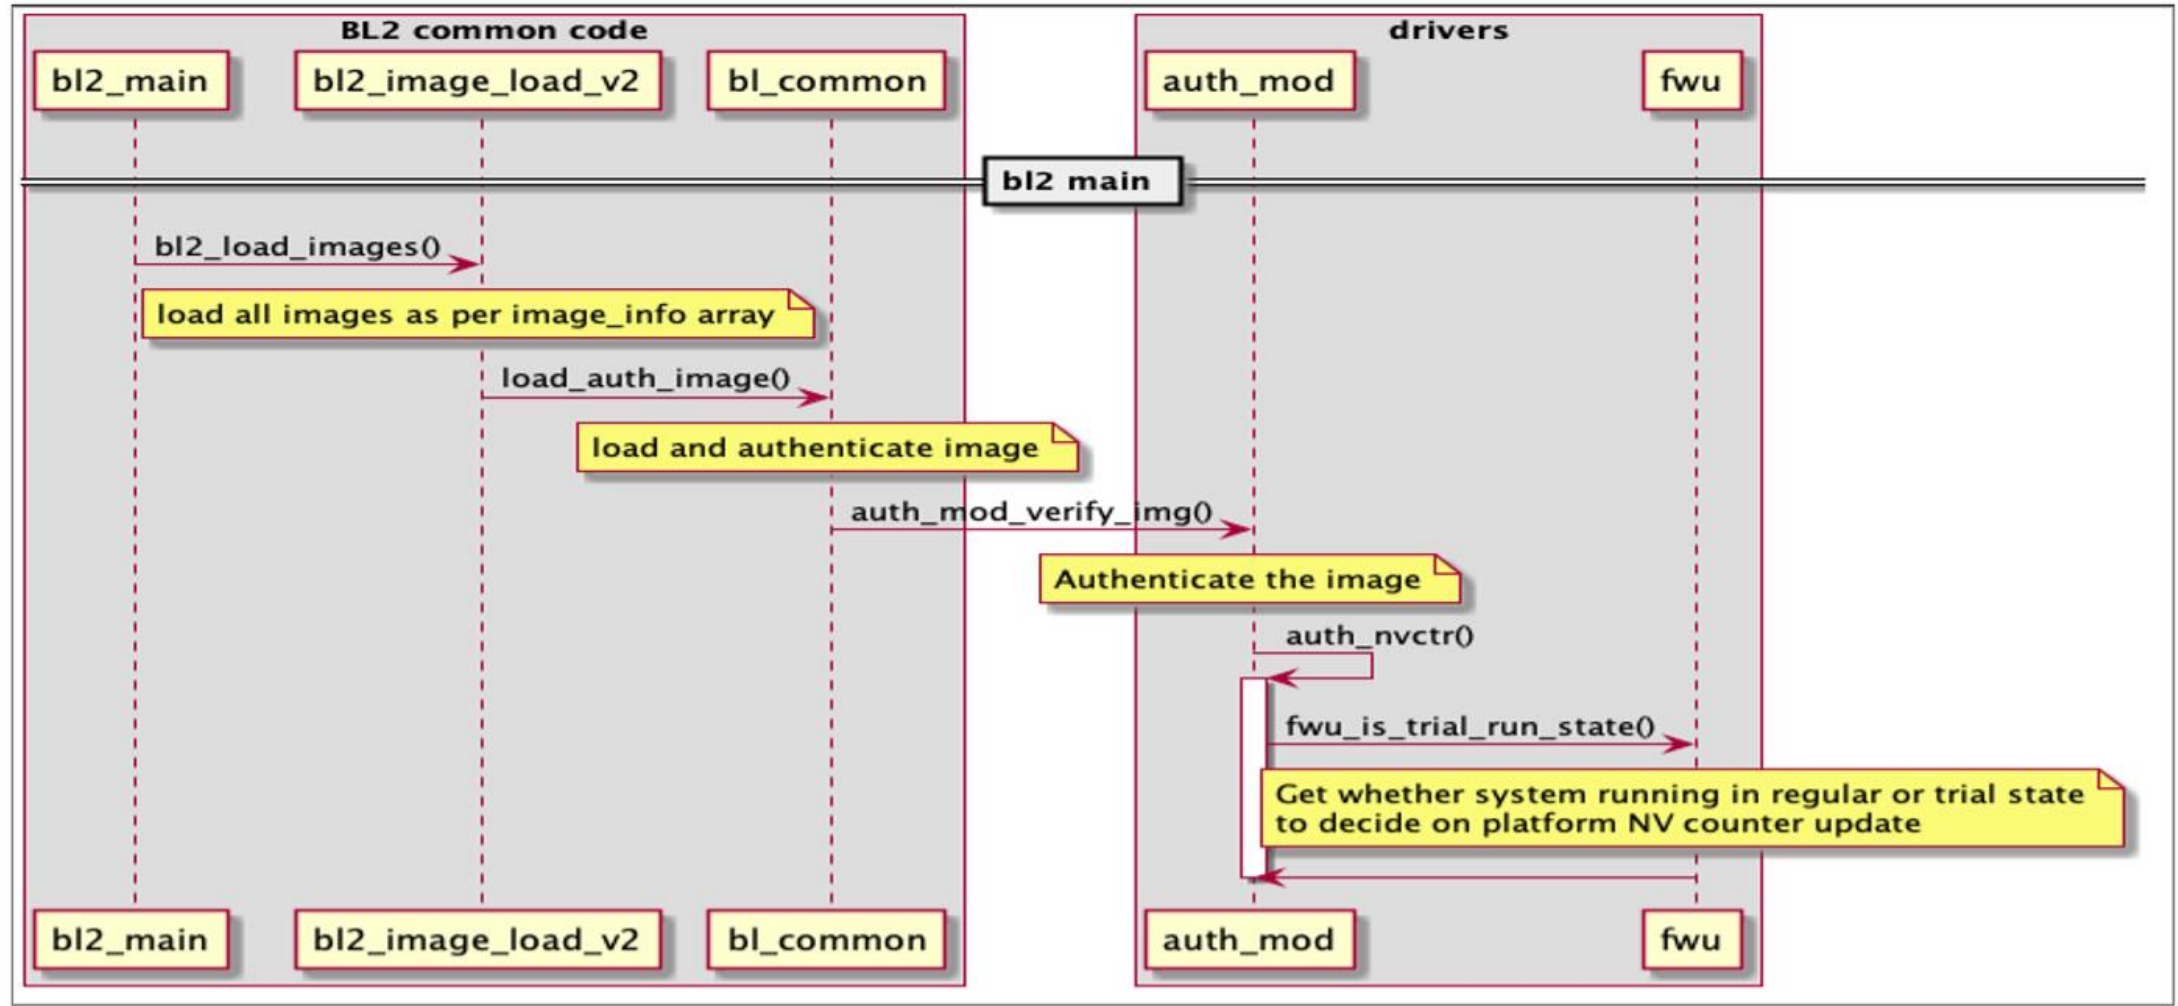 BL2 common code
drivers
bl2_main
bl2_image_load_v2
bl_common
auth_mod
fwu
bl2 main
bl2_load_images()
load all images as per image_info array
load_auth_image()
load and authenticate image
auth_mod_verify_img()
Authenticate the image
auth_nvctr()
fwu_is_trial_run_state()
Get whether system running in regular or trial state
to decide on platform NV counter update
bl2_main
bl2_image_load_v2
bl_common
auth_mod
fwu